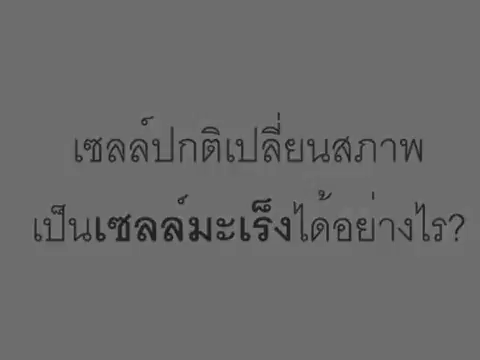 เซลล์ปกติเปลี่ยนสภาพ
เป็นเซลล์มะเร็งได้อย่างไร?